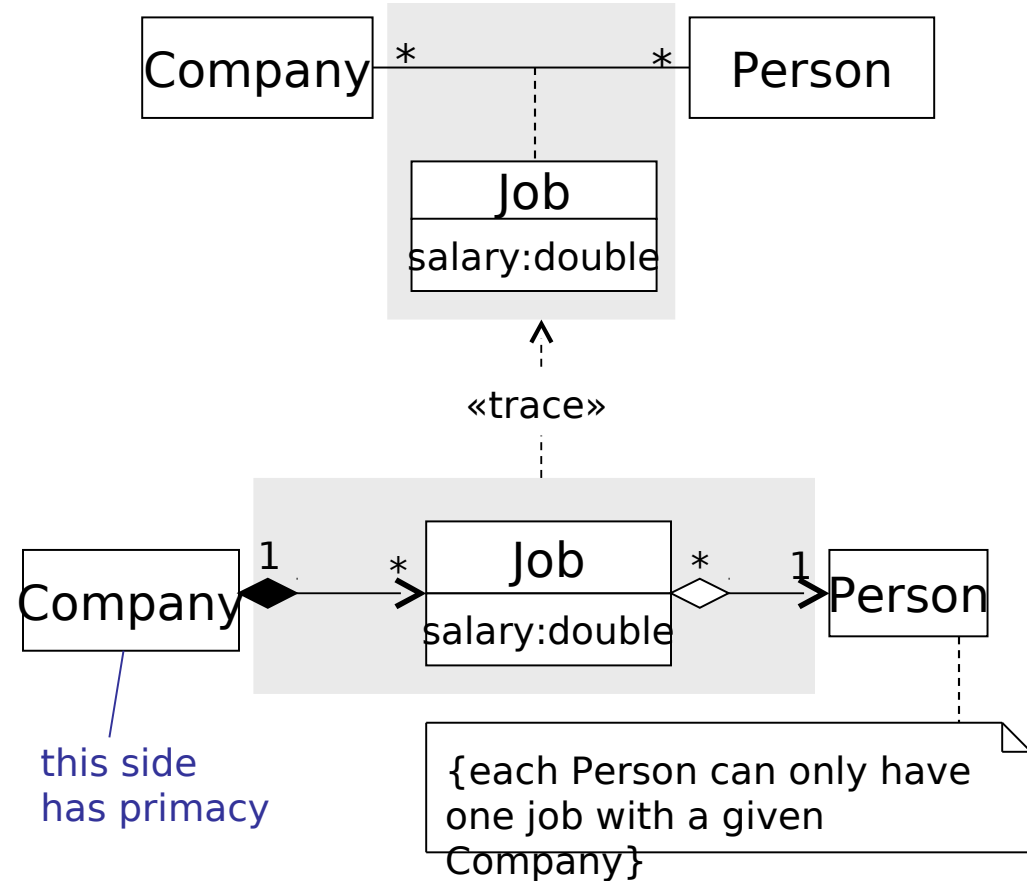 Company
*
*
Person
Job
salary:double
«trace»
Company
1
*
Job
salary:double
*
1
Person
this side
has primacy
{each Person can only have
one job with a given
Company}